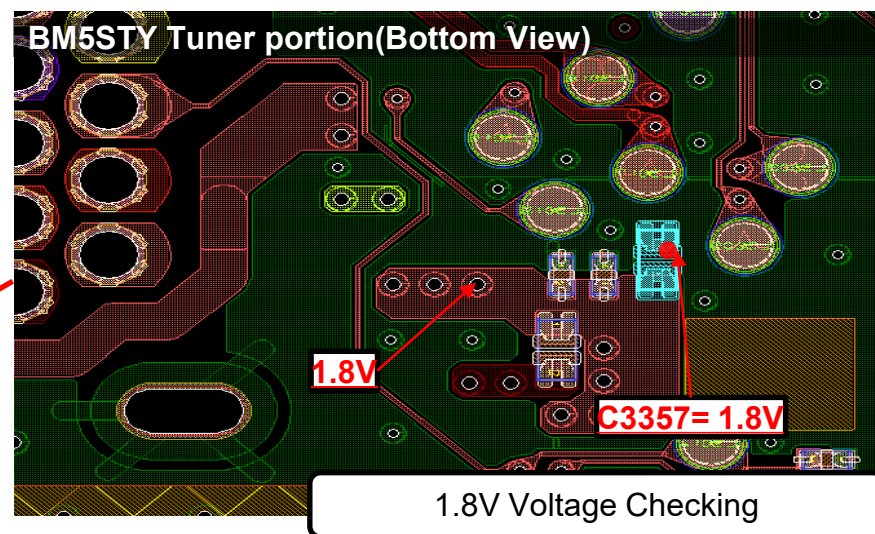 BM5STY Tuner portion(Bottom View)
1.8V
C3357= 1.8V
1.8V Voltage Checking